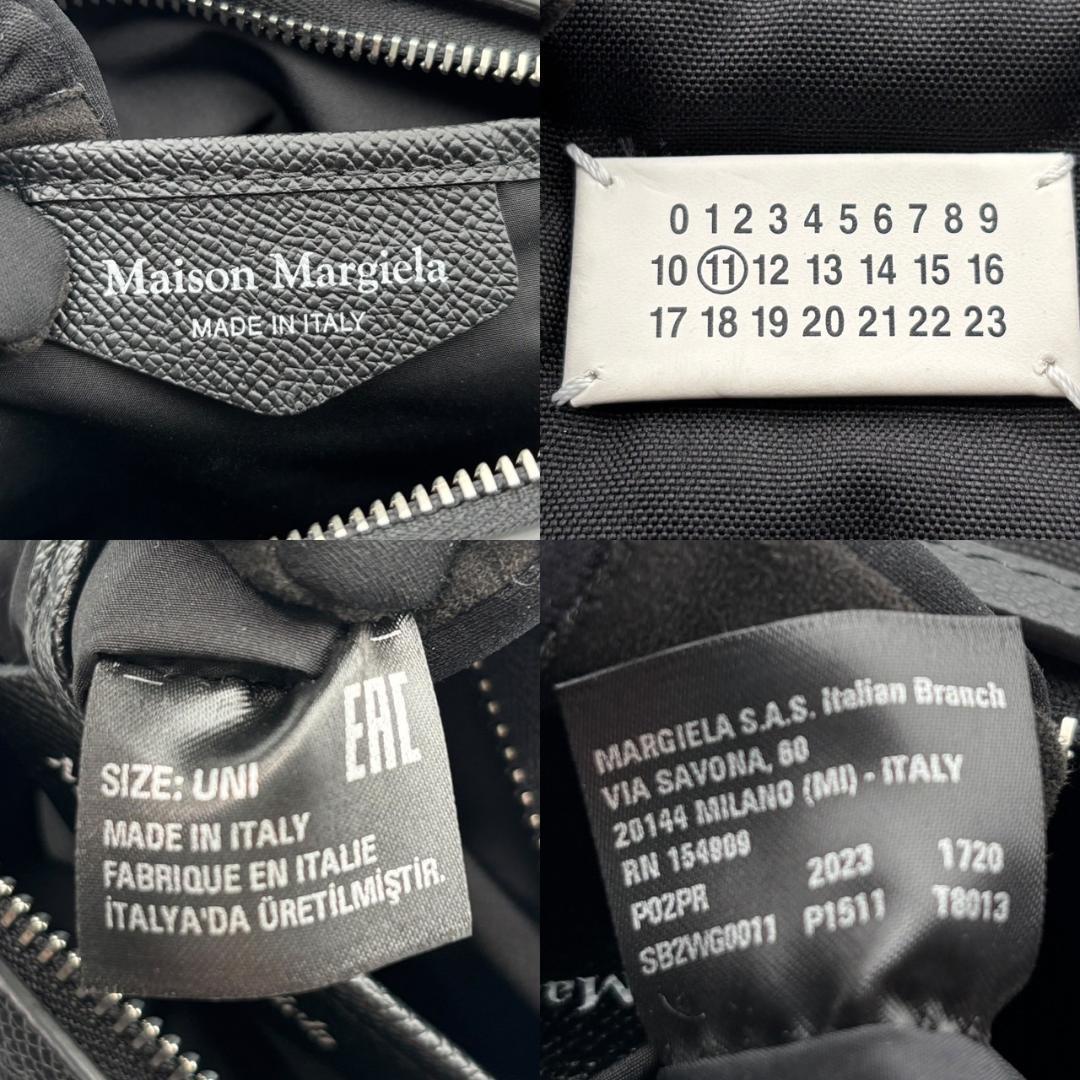 Maison Margiela
MADE IN ITALY
0 1 2 3 4 5 6 7 8 9
10 11 12 13 14 15 16
17 18 19 20 21 22 23
EAC
SIZE: UNI
MADE IN ITALY
FABRIQUE EN ITALIE
İTALYA'DA ÜRETİLMİŞTİR.
MARGIELA S.A.S. Italian Branch
VIA SAVONA, 60
20144 MILANO (MI) - ITALY
RN 154809
P02PR 2023 1720
SB2WG0011 P1511 T8013
Ma